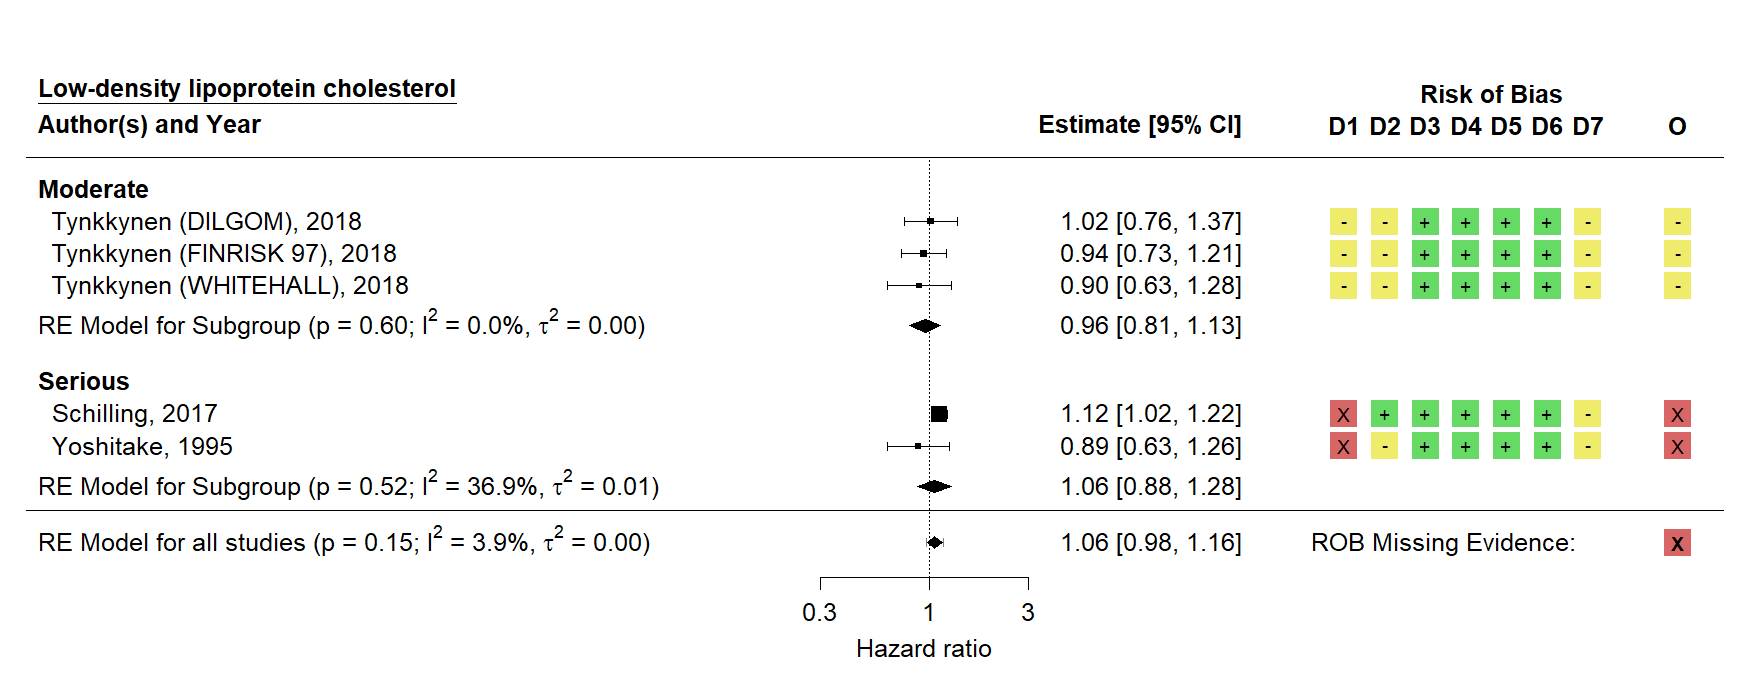 Low-density lipoprotein cholesterol
Risk of Bias
Author(s) and Year Estimate [95% CI] D1 D2 D3 D4 D5 D6 D7 O
Moderate
Tynkkynen (DILGOM), 2018 1.02 [0.76, 1.37] - - + + + + - -
Tynkkynen (FINRISK 97), 2018 0.94 [0.73, 1.21] - - + + + + - -
Tynkkynen (WHITEHALL), 2018 0.90 [0.63, 1.28] - - + + + + - -
RE Model for Subgroup (p = 0.60; I² = 0.0%, τ² = 0.00) 0.96 [0.81, 1.13]
Serious
Schilling, 2017 1.12 [1.02, 1.22] X + + + + + - X
Yoshitake, 1995 0.89 [0.63, 1.26] X - + + + + - X
RE Model for Subgroup (p = 0.52; I² = 36.9%, τ² = 0.01) 1.06 [0.88, 1.28]
RE Model for all studies (p = 0.15; I² = 3.9%, τ² = 0.00) 1.06 [0.98, 1.16] ROB Missing Evidence: X
0.3 1 3
Hazard ratio